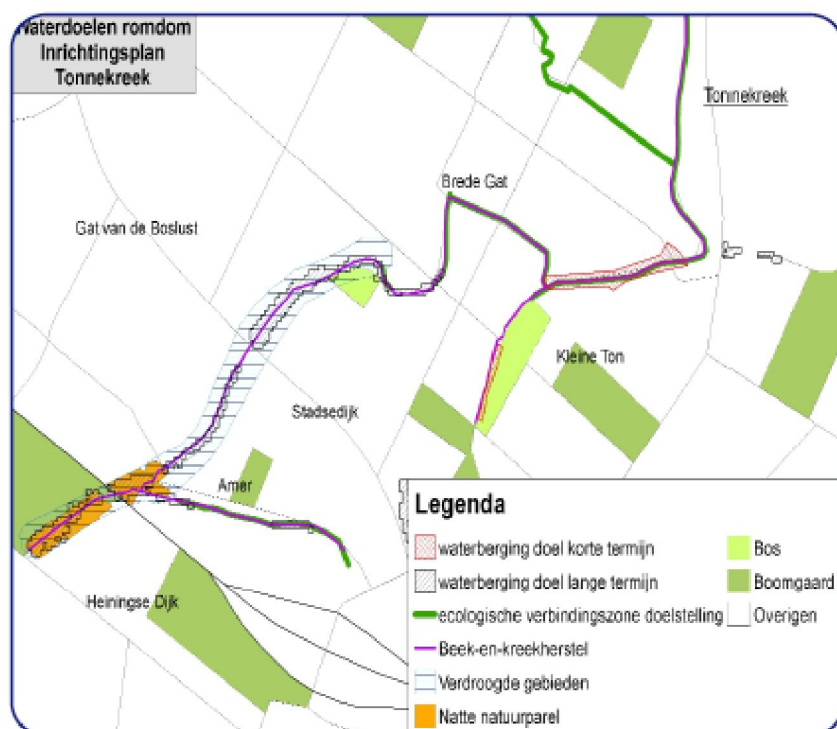 Waterdoelen romdom
Inrichtingsplan
Tonnekreek
Tonnekreek
Brede Gat
Gat van de Boslust
Kleine Ton
Stadsedijk
Amer
Heiningse Dijk
Legenda
waterberging doel korte termijn
waterberging doel lange termijn
ecologische verbindingszone doelstelling
Beek-en-kreekherstel
Verdroogde gebieden
Natte natuurparel
Bos
Boomgaard
Overigen